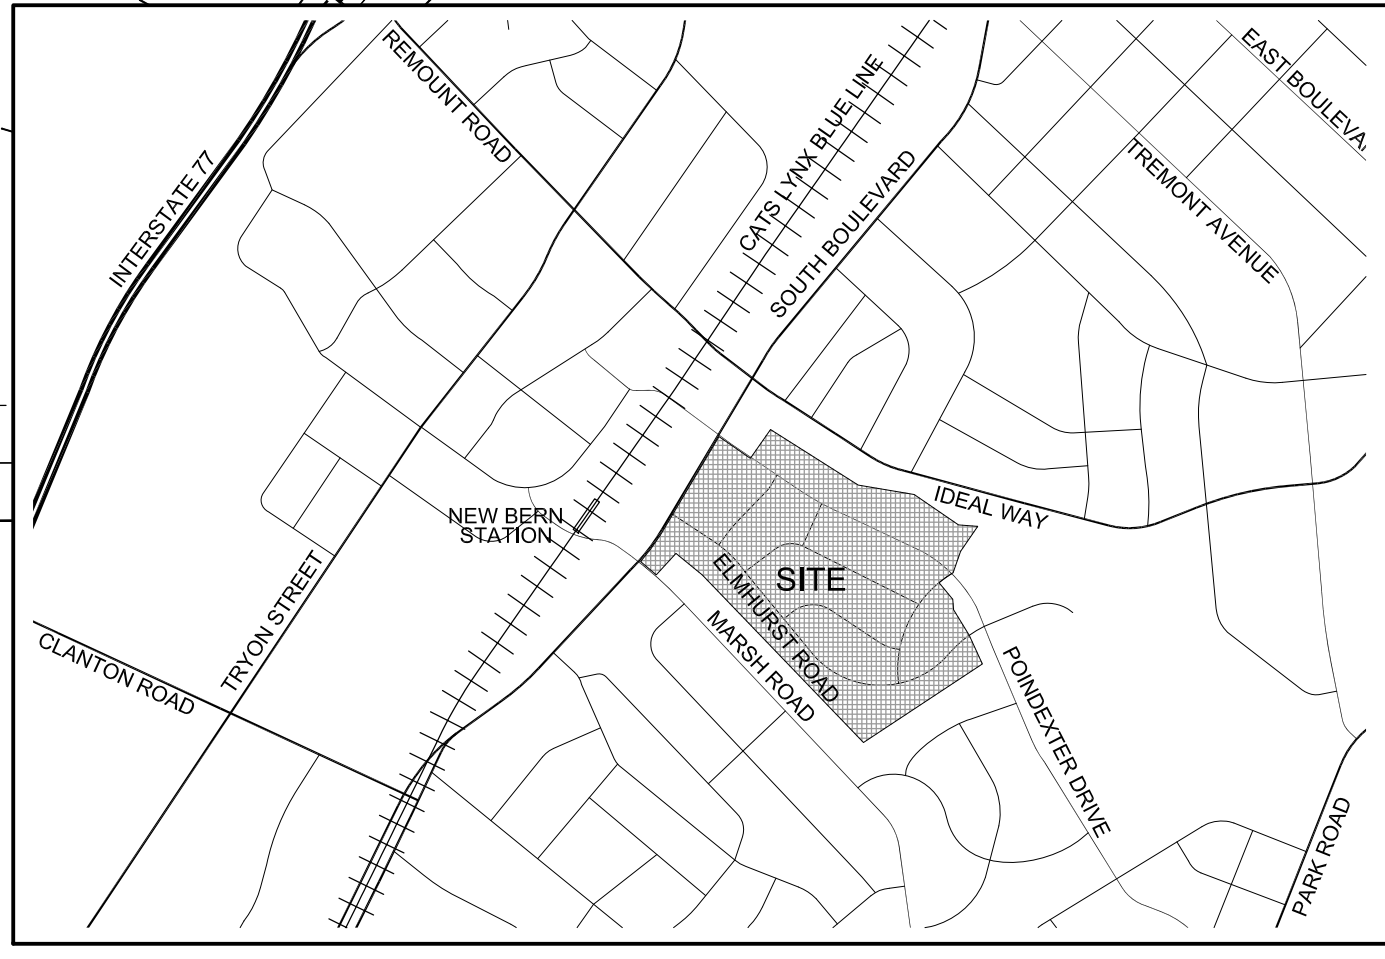 EAST BOULEVA
REMOUNT ROAD
CATS LYNX BLUE LINE
TREMONT AVENUE
INTERSTATE 77
SOUTH BOULEVARD
IDEAL WAY
NEW BERN
STATION
SITE
ELMHURST ROAD
MARSH ROAD
TRYON STREET
CLANTON ROAD
POINDEXTER DRIVE
PARK ROAD